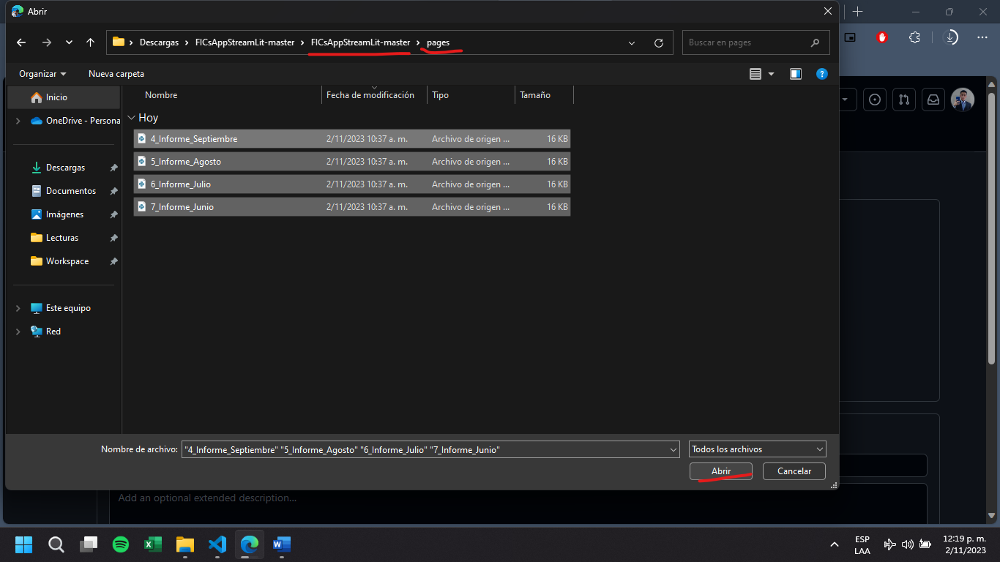 Abrir
Descargas > FICsAppStreamLit-master > FICsAppStreamLit-master > pages
Buscar en pages
Organizar Nueva carpeta
Nombre Fecha de modificación Tipo Tamaño
Inicio
Hoy
OneDrive - Persona
4_Informe_Septiembre 2/11/2023 10:37 a. m. Archivo de origen ... 16 KB
5_Informe_Agosto 2/11/2023 10:37 a. m. Archivo de origen ... 16 KB
6_Informe_Julio 2/11/2023 10:37 a. m. Archivo de origen ... 16 KB
7_Informe_Junio 2/11/2023 10:37 a. m. Archivo de origen ... 16 KB
Descargas
Documentos
Imágenes
Lecturas
Workspace
Este equipo
Red
Nombre de archivo: "4_Informe_Septiembre" "5_Informe_Agosto" "6_Informe_Julio" "7_Informe_Junio" Todos los archivos
Abrir Cancelar
Add an optional extended description...
ESP 12:19 p. m.
LAA 2/11/2023